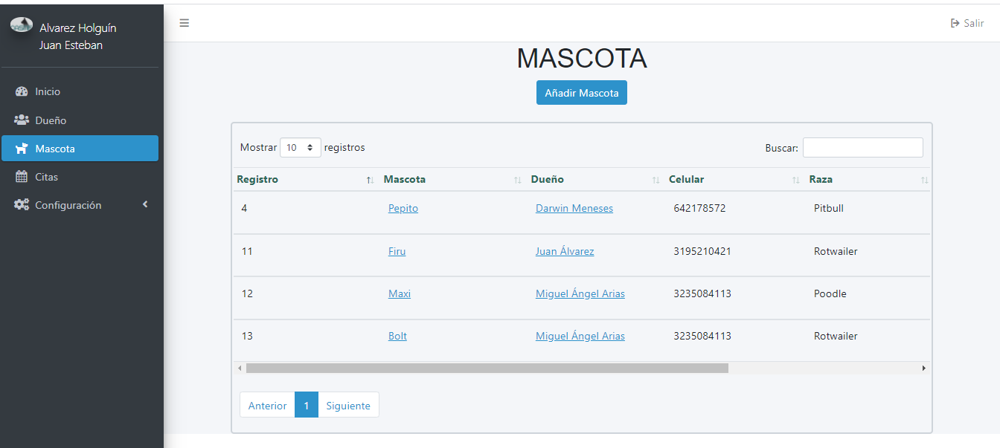 Alvarez Holguín
Juan Esteban
Salir
Inicio
Dueño
Mascota
Citas
Configuración
MASCOTA
Añadir Mascota
Mostrar 10 registros
Buscar:
Registro Mascota Dueño Celular Raza
4 Pepito Darwin Meneses 642178572 Pitbull
11 Firu Juan Álvarez 3195210421 Rotwailer
12 Maxi Miguel Ángel Arias 3235084113 Poodle
13 Bolt Miguel Ángel Arias 3235084113 Rotwailer
Anterior 1 Siguiente